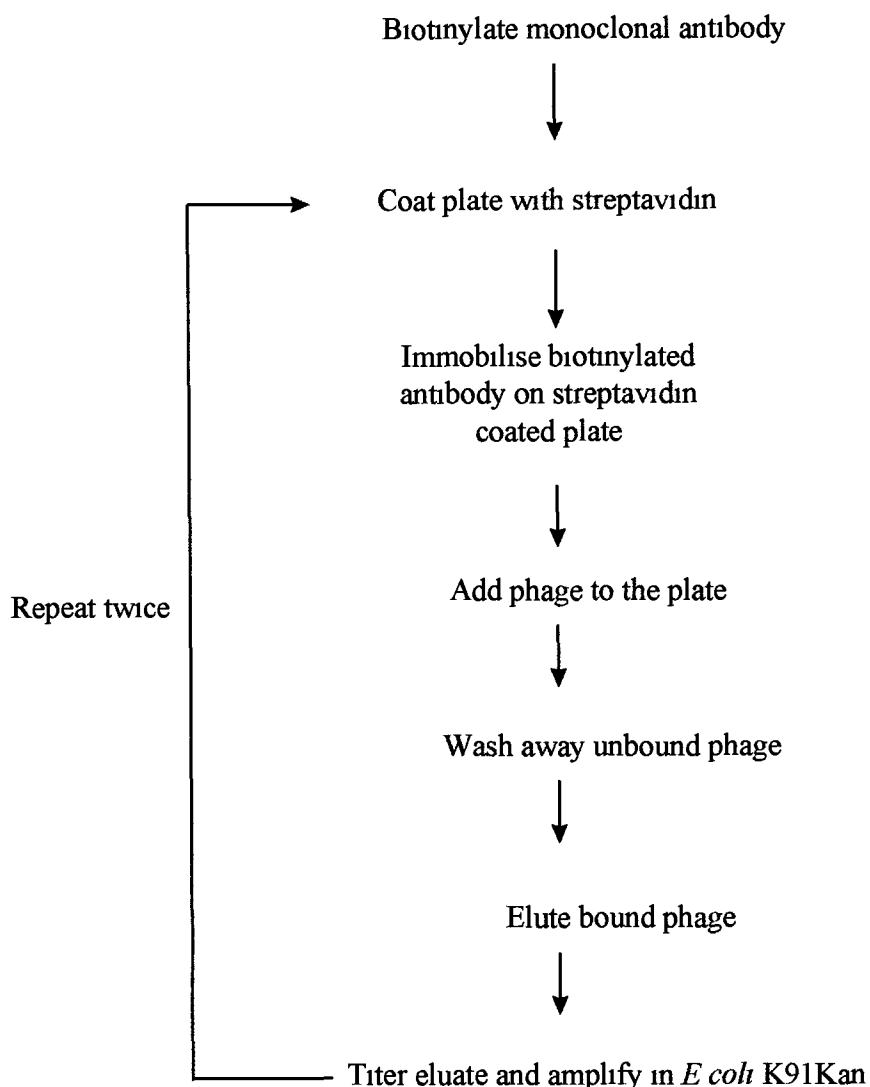 Biotinylate monoclonal antibody
Coat plate with streptavidin
Immobilise biotinylated
antibody on streptavidin
coated plate
Add phage to the plate
Repeat twice
Wash away unbound phage
Elute bound phage
Titer eluate and amplify in E coli K91Kan